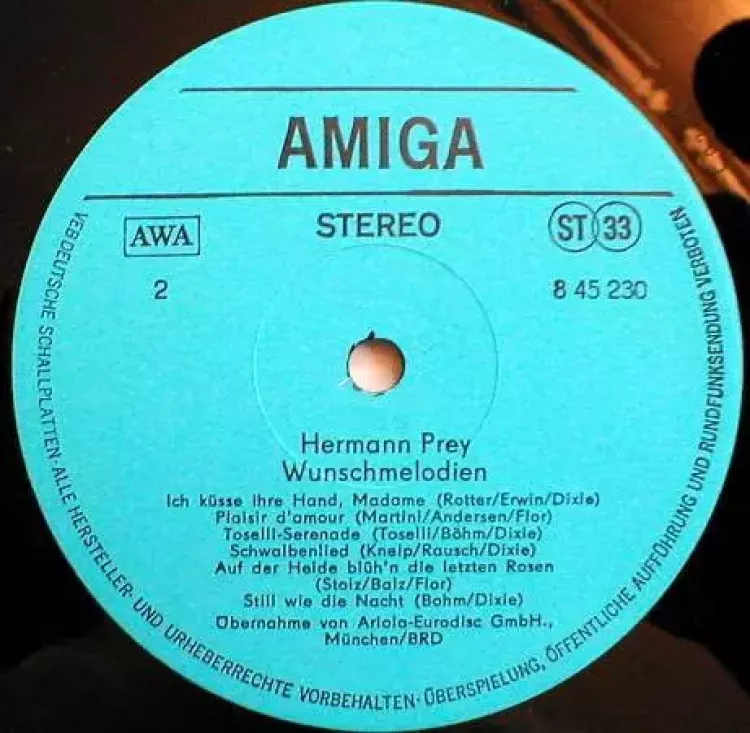 AMIGA
STEREO
AWA
ST 33
2
8 45 230
Hermann Prey
Wunschmelodien
Ich küsse Ihre Hand, Madame (Rotter/Erwin/Dixie)
Plaisir d'amour (Martini/Andersen/Flor)
Toselli-Serenade (Toselli/Böhm/Dixie)
Schwalbenlied (Kneip/Rausch/Dixie)
Auf der Heide blüh'n die letzten Rosen
(Stolz/Balz/Flor)
Still wie die Nacht (Bohm/Dixie)
Übernahme von Ariola-Eurodisc GmbH.,
München/BRD
VEB DEUTSCHE SCHALLPLATTEN·ALLE HERSTELLER- UND URHEBERRECHTE VORBEHALTEN·ÜBERSPIELUNG, ÖFFENTLICHE AUFFÜHRUNG UND RUNDFUNKSENDUNG VERBOTEN